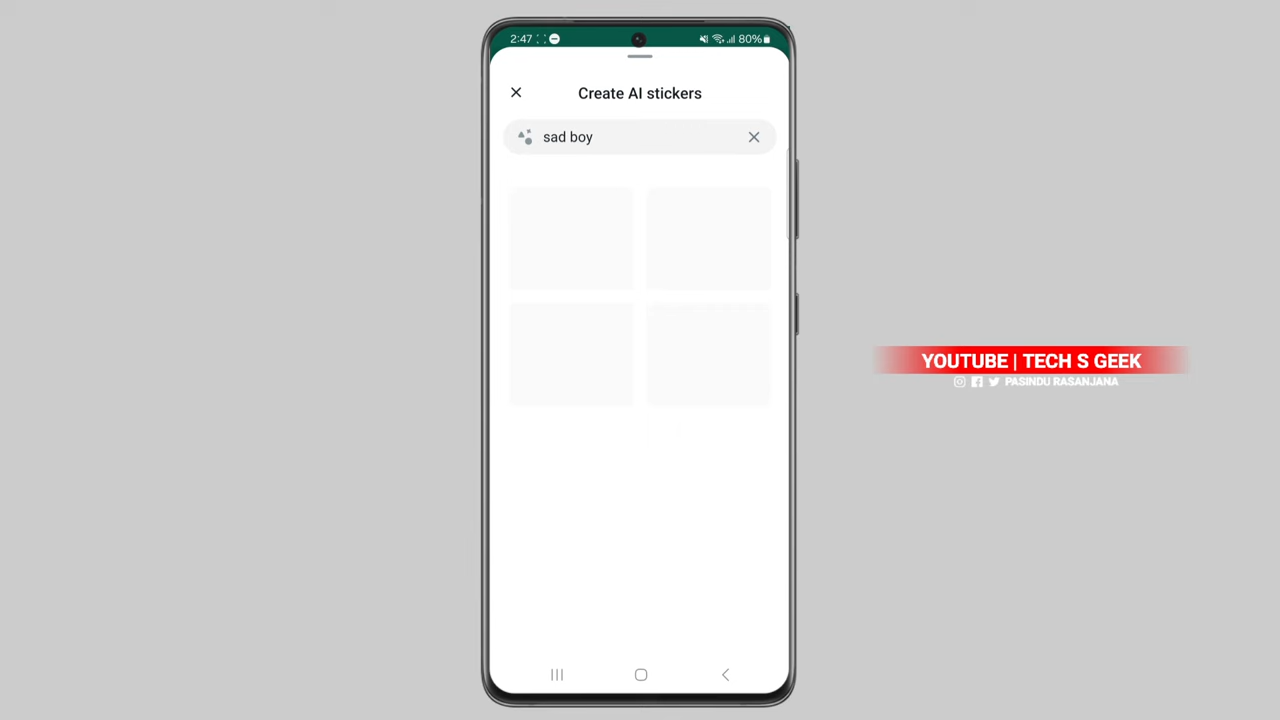 2:47
80%
Create AI stickers
sad boy
YOUTUBE | TECH S GEEK
PASINDU RASANJANA